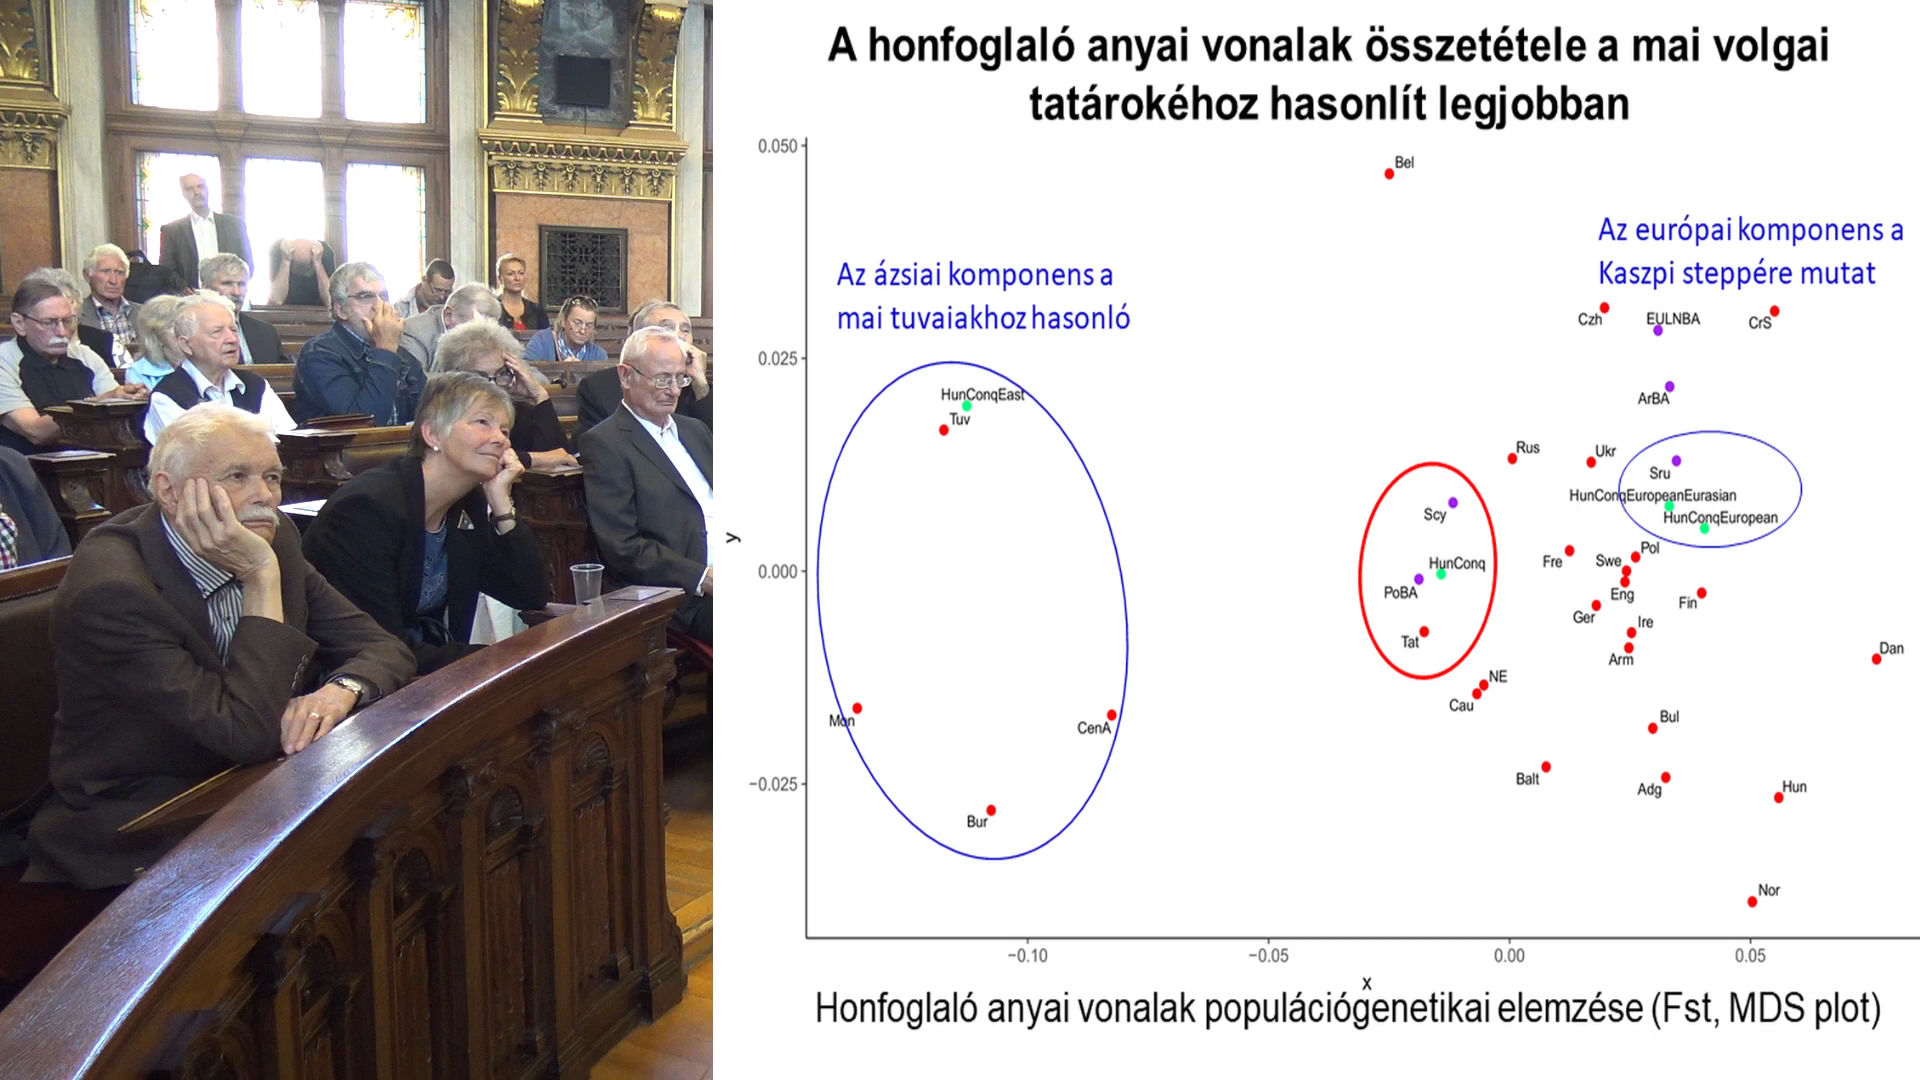 A honfoglaló anyai vonalak összetétele a mai volgai
tatárokéhoz hasonlít legjobban
0.050
Bel
Az európai komponens a
Kaszpi steppére mutat
Az ázsiai komponens a
mai tuvaiakhoz hasonló
Czh
EULNBA
CrS
0.025
HunConqEast
ArBA
Tuv
Rus
Ukr
Sru
HunConqEuropeanEurasian
Scy
HunConqEuropean
y
Pol
Fre
Swe
HunConq
0.000
PoBA
Eng
Fin
Ger
Ire
Tat
Dan
Arm
NE
Cau
Mon
Bul
CenA
Balt
−0.025
Adg
Hun
Bur
Nor
−0.10
−0.05
0.00
0.05
x
Honfoglaló anyai vonalak populációgenetikai elemzése (Fst, MDS plot)